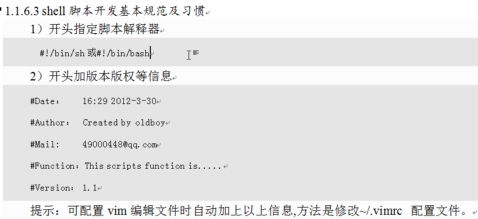 1.1.6.3 shell 脚本开发基本规范及习惯
1）开头指定脚本解释器
#!/bin/sh 或#!/bin/bash
2）开头加版本版权等信息
#Date: 16:29 2012-3-30
#Author: Created by oldboy
#Mail: 49000448@qq.com
#Function: This scripts function is.....
#Version: 1.1
提示：可配置 vim 编辑文件时自动加上以上信息,方法是修改~/.vimrc 配置文件。